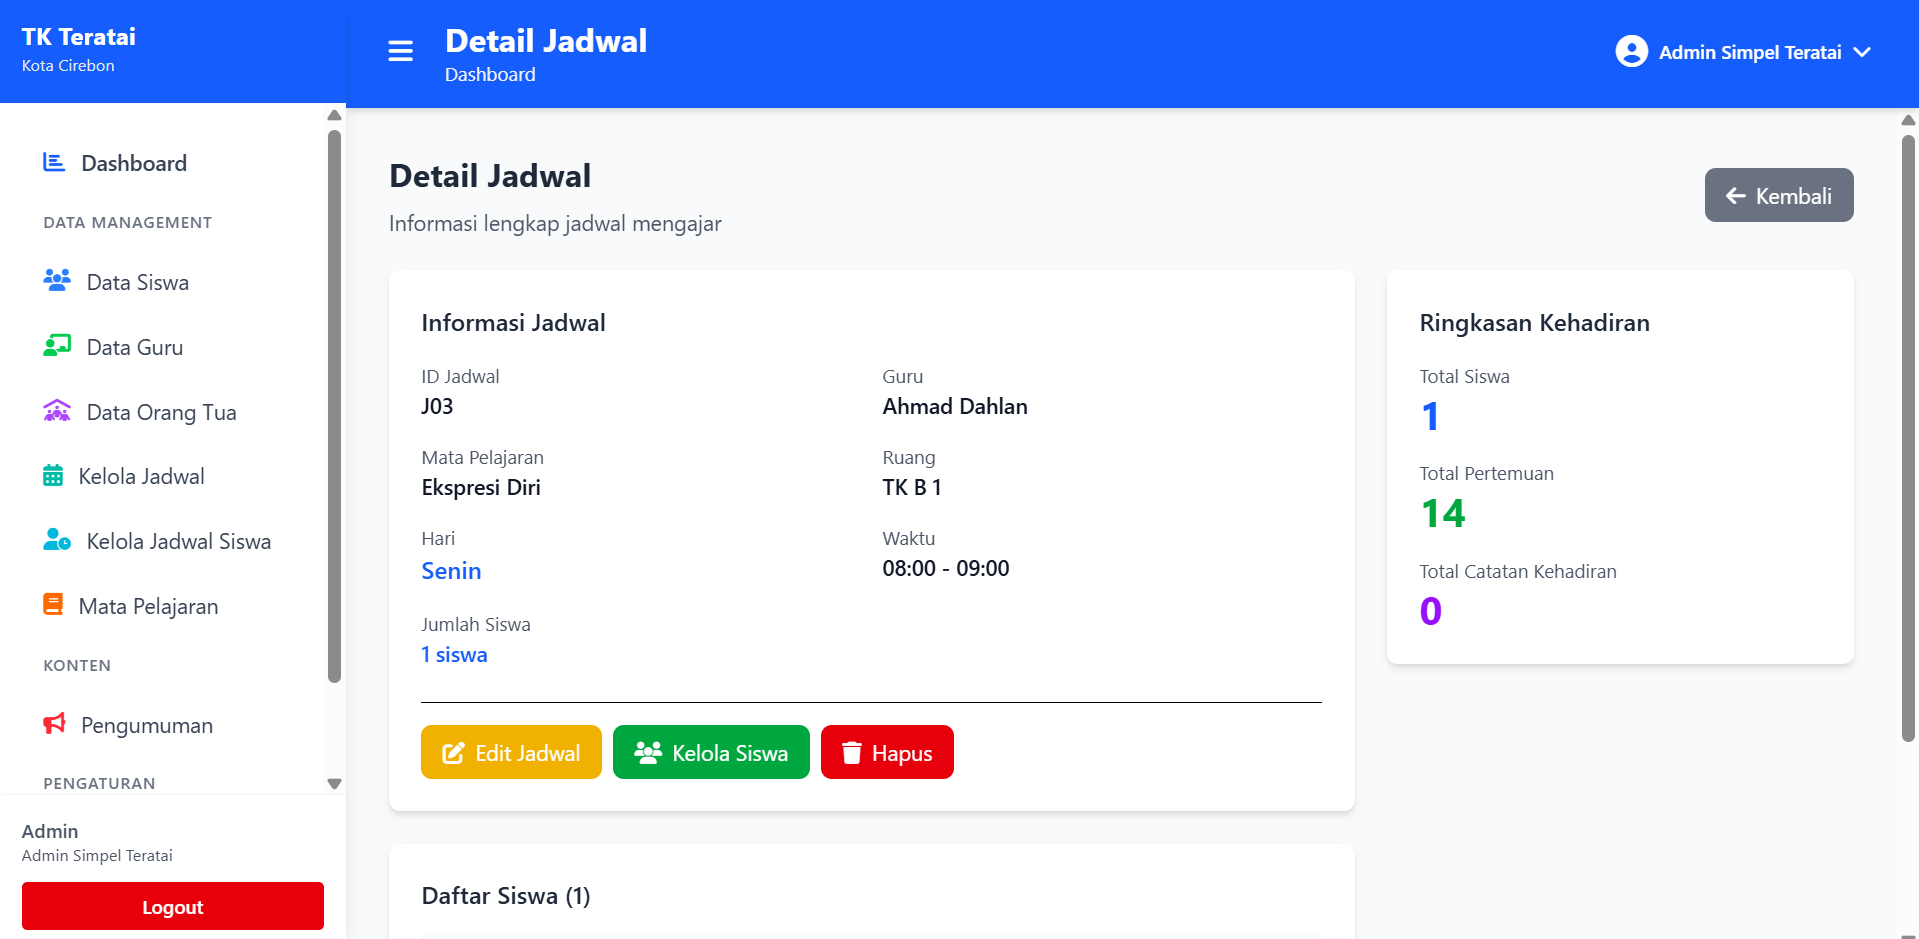 TK Teratai
Kota Cirebon
Detail Jadwal
Dashboard
Admin Simpel Teratai
Dashboard
DATA MANAGEMENT
Data Siswa
Data Guru
Data Orang Tua
Kelola Jadwal
Kelola Jadwal Siswa
Mata Pelajaran
KONTEN
Pengumuman
PENGATURAN
Admin
Admin Simpel Teratai
Logout
Detail Jadwal
Informasi lengkap jadwal mengajar
Kembali
Informasi Jadwal
ID Jadwal
J03
Guru
Ahmad Dahlan
Mata Pelajaran
Ekspresi Diri
Ruang
TK B 1
Hari
Senin
Waktu
08:00 - 09:00
Jumlah Siswa
1 siswa
Edit Jadwal
Kelola Siswa
Hapus
Ringkasan Kehadiran
Total Siswa
1
Total Pertemuan
14
Total Catatan Kehadiran
0
Daftar Siswa (1)